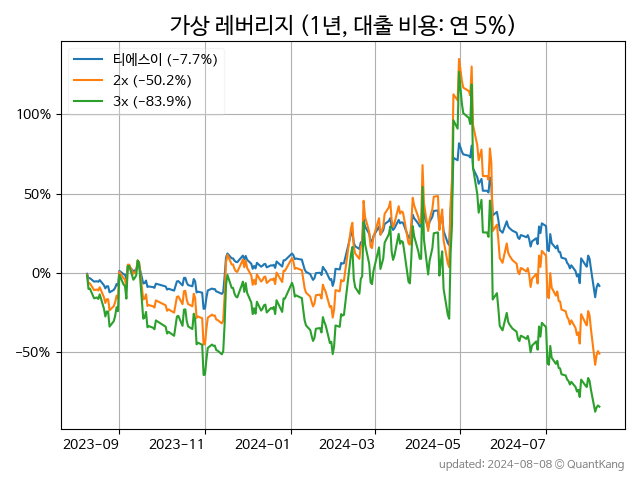 가상 레버리지 (1년, 대출 비용: 연 5%)
티에스이 (−7.7%)
2x (−50.2%)
3x (−83.9%)
100%
50%
0%
−50%
2023-09 2023-11 2024-01 2024-03 2024-05 2024-07
updated: 2024-08-08 © QuantKang